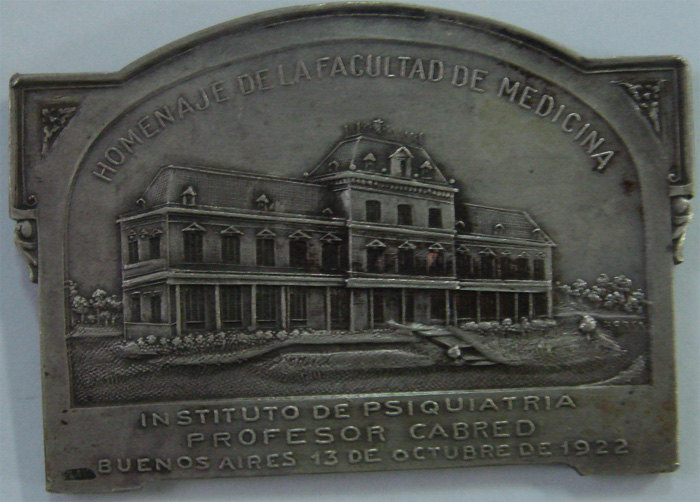 HOMENAJE DE LA FACULTAD DE MEDICINA
INSTITUTO DE PSIQUIATRIA
PROFESOR CABRED
BUENOS AIRES 13 DE OCTUBRE DE 1922